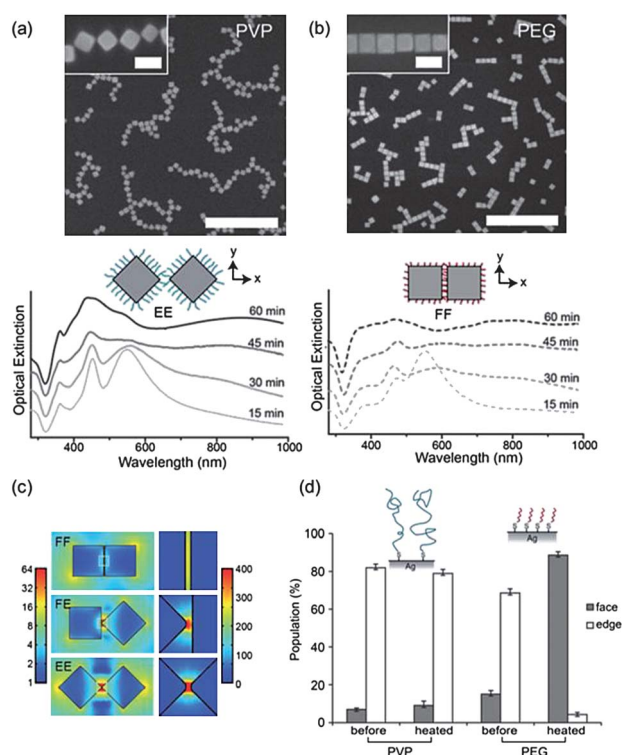 (a)
PVP
(b)
PEG
y
x
EE
y
x
FF
Optical Extinction
60 min
45 min
30 min
15 min
400 600 800 1000
Wavelength (nm)
Optical Extinction
60 min
45 min
30 min
15 min
400 600 800 1000
Wavelength (nm)
(c)
FF
FE
EE
64
32
16
8
4
2
1
400
300
200
100
0
(d)
Population (%)
100
80
60
40
20
0
Ag
Ag
face
edge
before heated before heated
PVP PEG